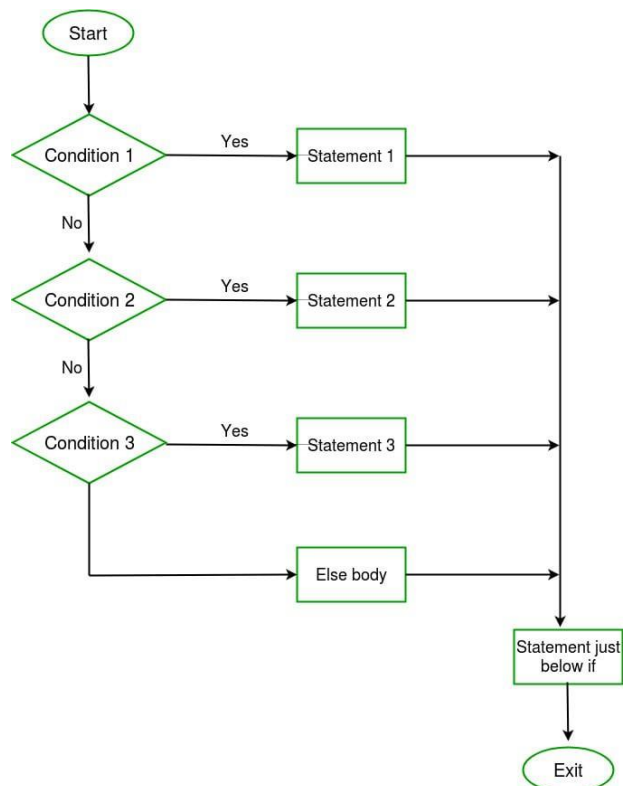 Start
Condition 1
Yes
Statement 1
No
Condition 2
Yes
Statement 2
No
Condition 3
Yes
Statement 3
Else body
Statement just
below if
Exit